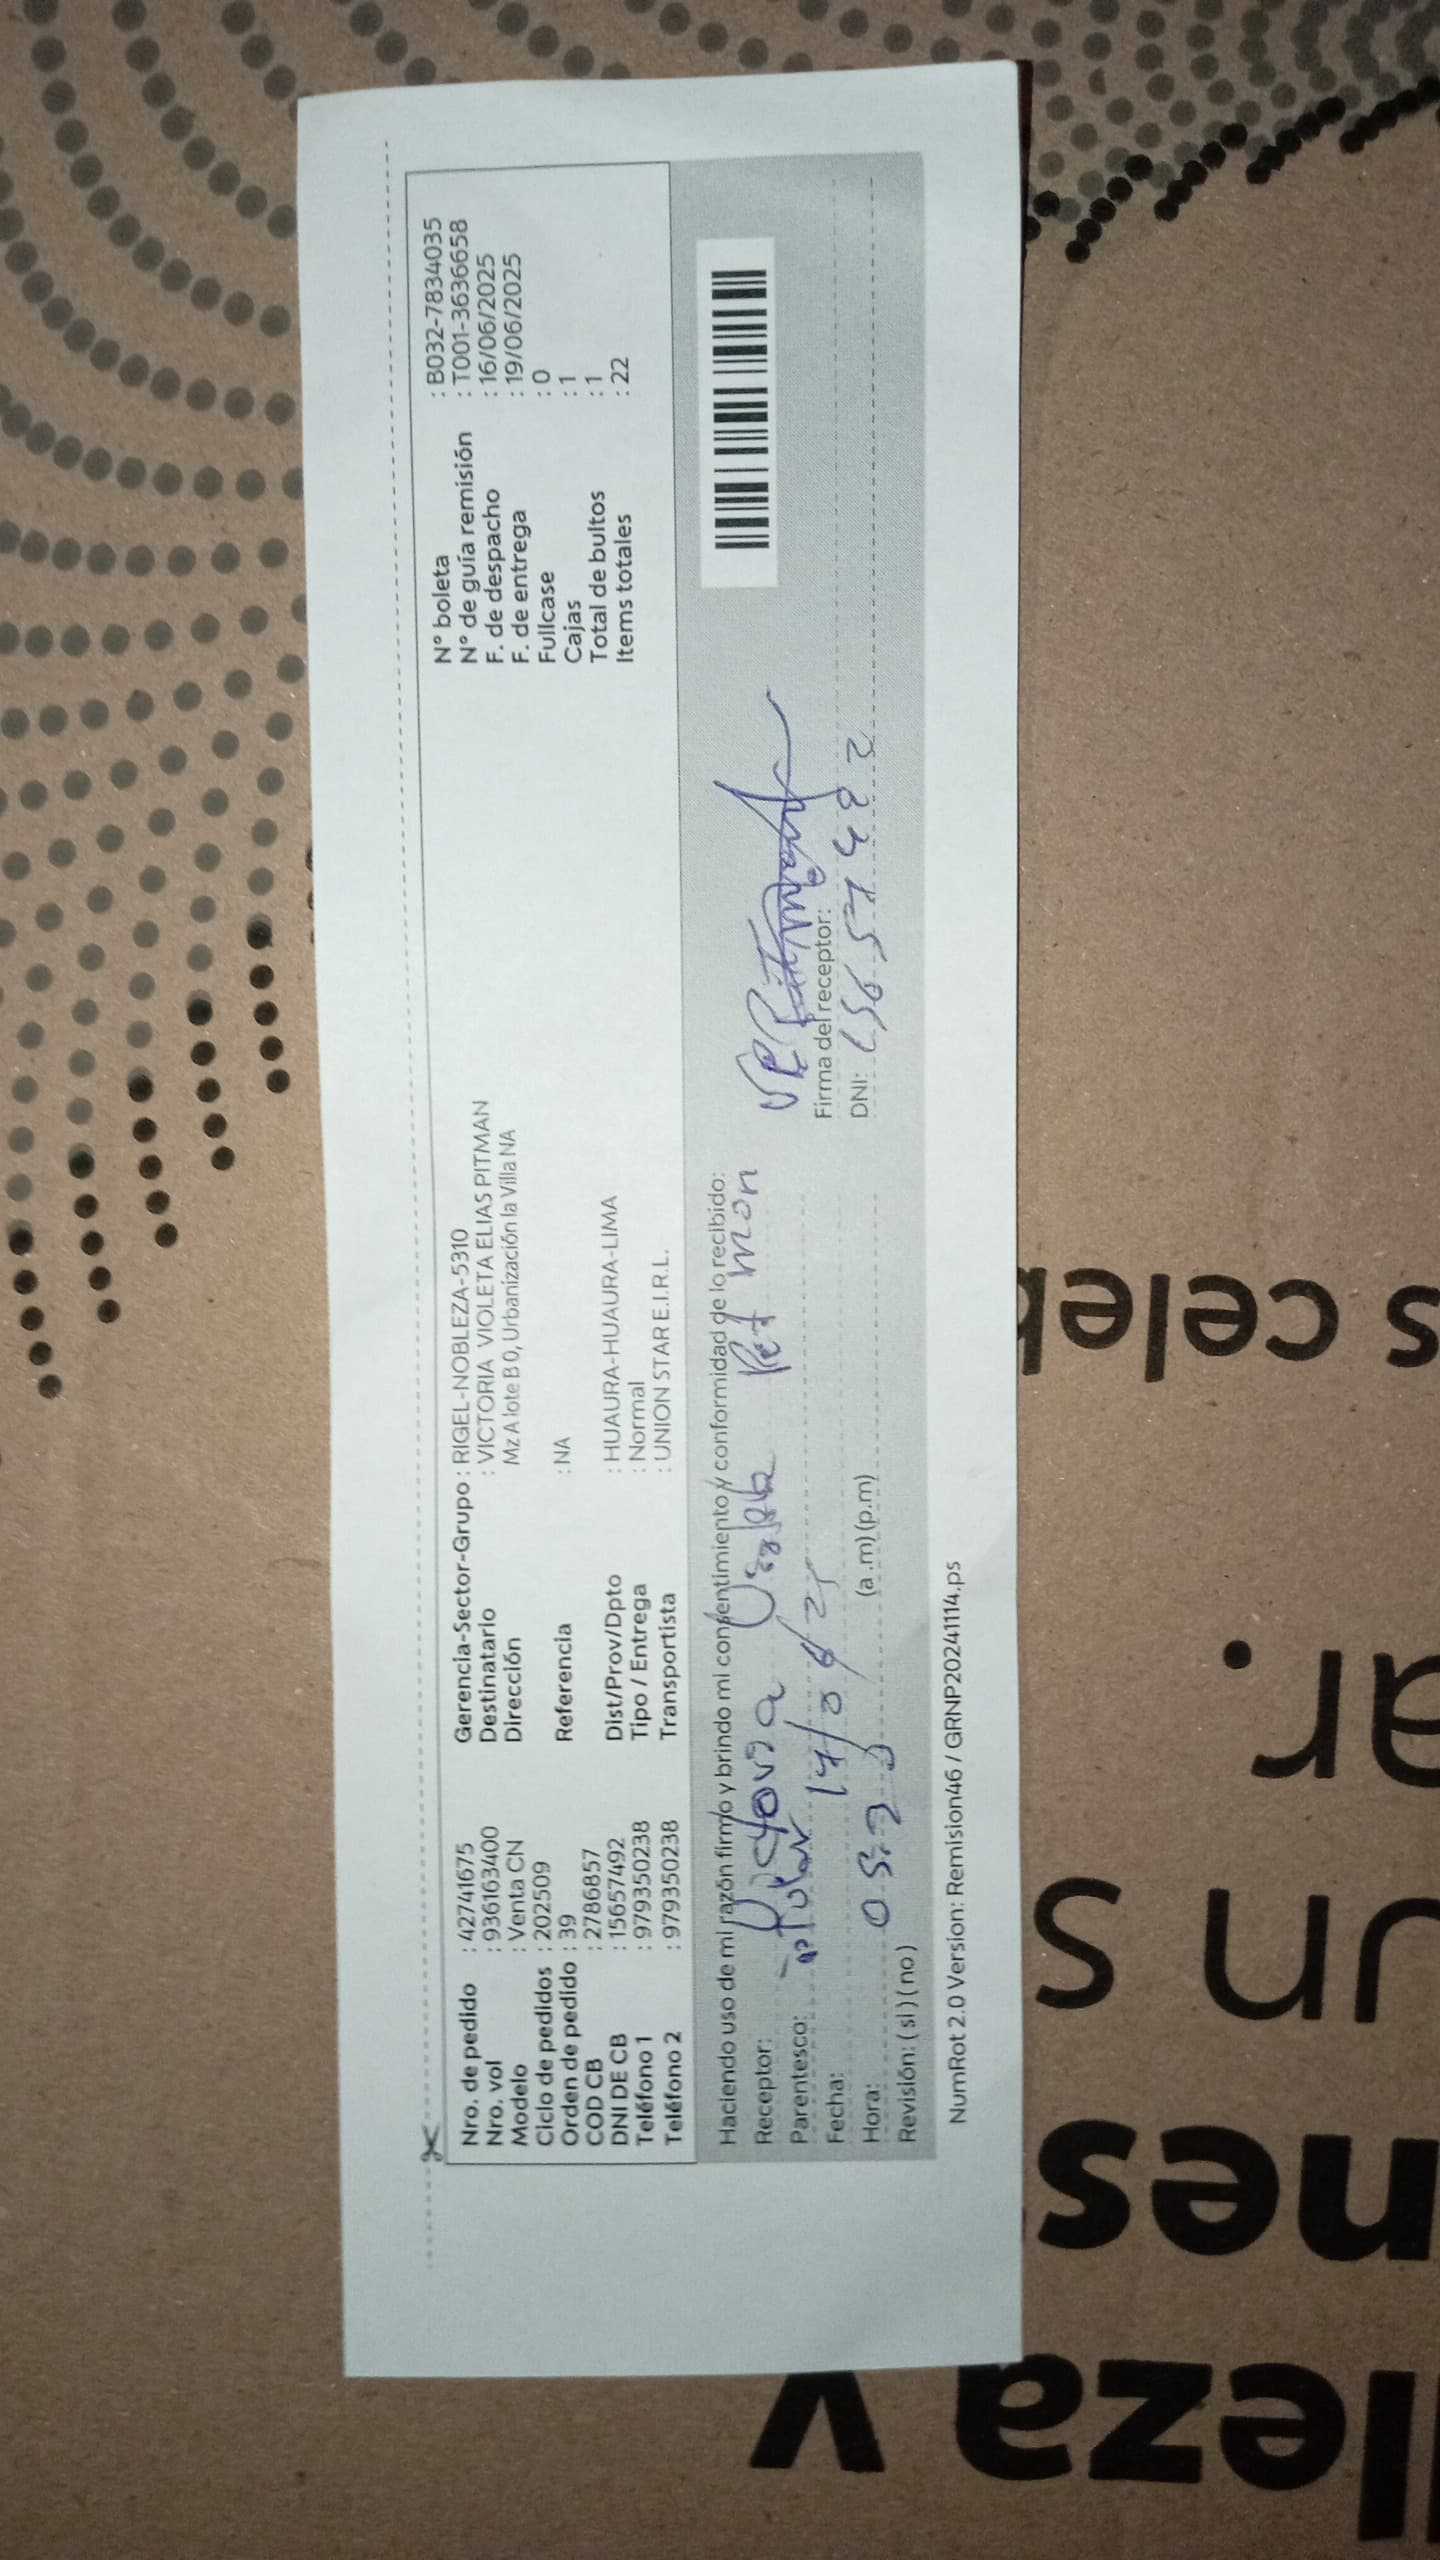 Nro. de pedido : 42741675
Nro. vol : 936163400
Modelo : Venta CN
Ciclo de pedidos : 202509
Orden de pedido : 39
COD CB : 2786857
DNI DE CB : 15657492
Teléfono 1 : 979350238
Teléfono 2 : 979350238
Gerencia-Sector-Grupo : RIGEL-NOBLEZA-5310
Destinatario : VICTORIA VIOLETA ELIAS PITMAN
Dirección Mz A lote B 0, Urbanización la Villa NA
Referencia : NA
Dist/Prov/Dpto : HUAURA-HUAURA-LIMA
Tipo / Entrega : Normal
Transportista : UNION STAR E.I.R.L.
N° boleta : B032-7834035
N° de guía remisión : T001-3636658
F. de despacho : 16/06/2025
F. de entrega : 19/06/2025
Fullcase : 0
Cajas : 1
Total de bultos : 1
Items totales : 22
Haciendo uso de mi razón firmo y brindo mi consentimiento y conformidad de lo recibido:
Receptor: Victoria
Parentesco: titular
Fecha:
Hora: (a .m) (p.m)
Revisión: ( si ) ( no )
Firma del receptor:
DNI: 15657492
NumRot 2.0 Version: Remision46 / GRNP20241114.ps
s celeb
ar.
un s
nes
lleza y